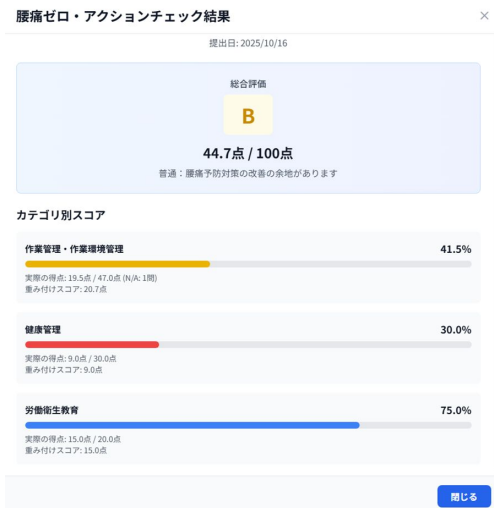 腰痛ゼロ・アクションチェック結果
×
提出日: 2025/10/16
総合評価
B
44.7点 / 100点
普通：腰痛予防対策の改善の余地があります
カテゴリ別スコア
作業管理・作業環境管理 41.5%
実際の得点: 19.5点 / 47.0点 (N/A: 1問)
重み付けスコア: 20.7点
健康管理 30.0%
実際の得点: 9.0点 / 30.0点
重み付けスコア: 9.0点
労働衛生教育 75.0%
実際の得点: 15.0点 / 20.0点
重み付けスコア: 15.0点
閉じる